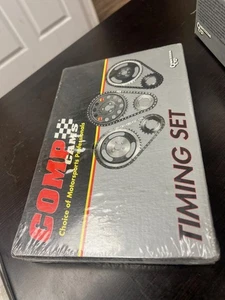 COMP
CAMS
Choice of Motorsports Professionals
TIMING SET